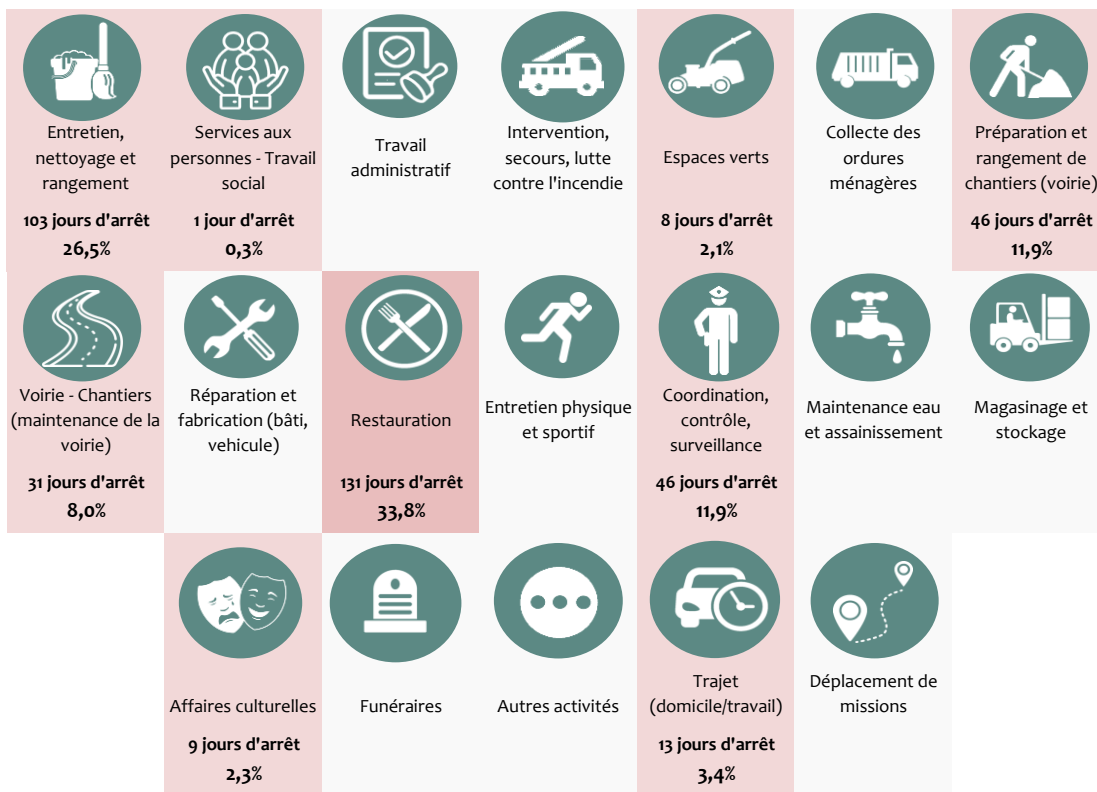 Entretien,
nettoyage et
rangement
103 jours d'arrêt
26,5%
Services aux
personnes - Travail
social
1 jour d'arrêt
0,3%
Travail
administratif
Intervention,
secours, lutte
contre l'incendie
Espaces verts
8 jours d'arrêt
2,1%
Collecte des
ordures
ménagères
Préparation et
rangement de
chantiers (voirie)
46 jours d'arrêt
11,9%
Voirie - Chantiers
(maintenance de la
voirie)
31 jours d'arrêt
8,0%
Réparation et
fabrication (bâti,
vehicule)
Restauration
131 jours d'arrêt
33,8%
Entretien physique
et sportif
Coordination,
contrôle,
surveillance
46 jours d'arrêt
11,9%
Maintenance eau
et assainissement
Magasinage et
stockage
Affaires culturelles
9 jours d'arrêt
2,3%
Funéraires
Autres activités
Trajet
(domicile/travail)
13 jours d'arrêt
3,4%
Déplacement de
missions